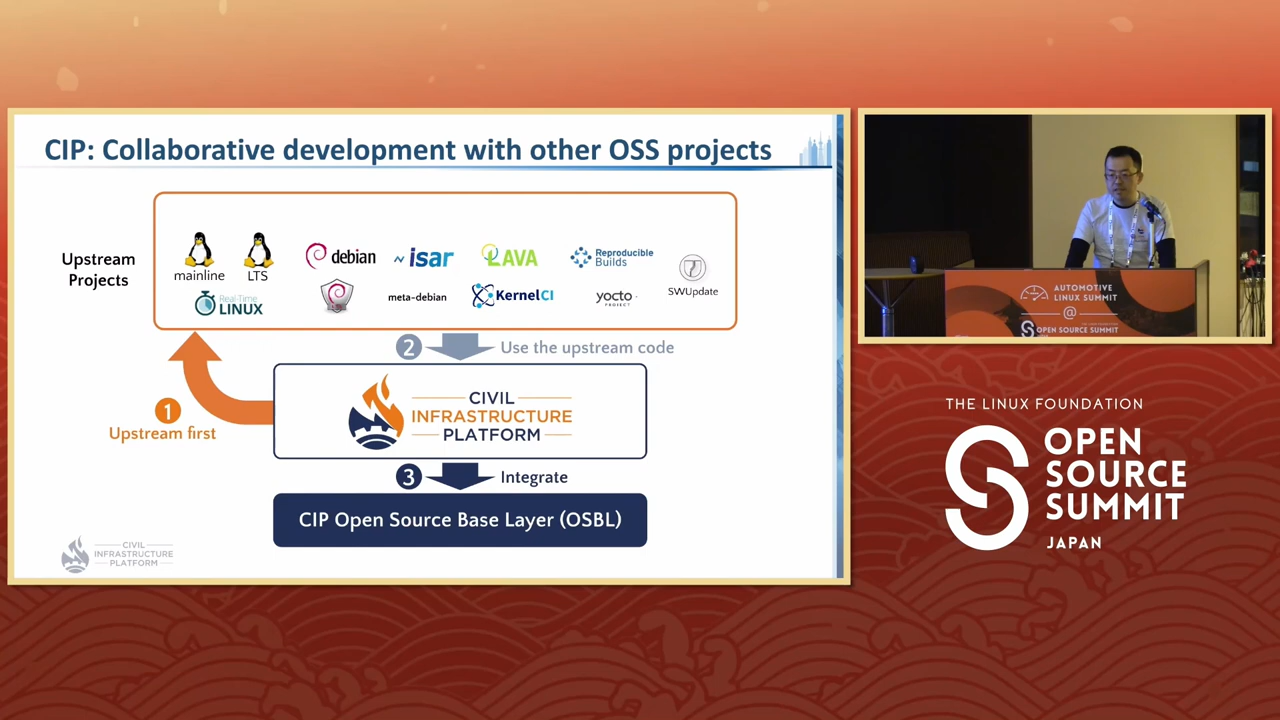 CIP: Collaborative development with other OSS projects
Upstream
Projects
mainline
LTS
debian
isar
LAVA
Reproducible
Builds
SWUpdate
Real-Time
LINUX
meta-debian
KernelCI
yocto
PROJECT
2
Use the upstream code
1
Upstream first
CIVIL
INFRASTRUCTURE
PLATFORM
3
Integrate
CIP Open Source Base Layer (OSBL)
CIVIL
INFRASTRUCTURE
PLATFORM
AUTOMOTIVE
LINUX SUMMIT
@
THE LINUX FOUNDATION
OPEN SOURCE SUMMIT
THE LINUX FOUNDATION
OPEN
SOURCE
SUMMIT
JAPAN